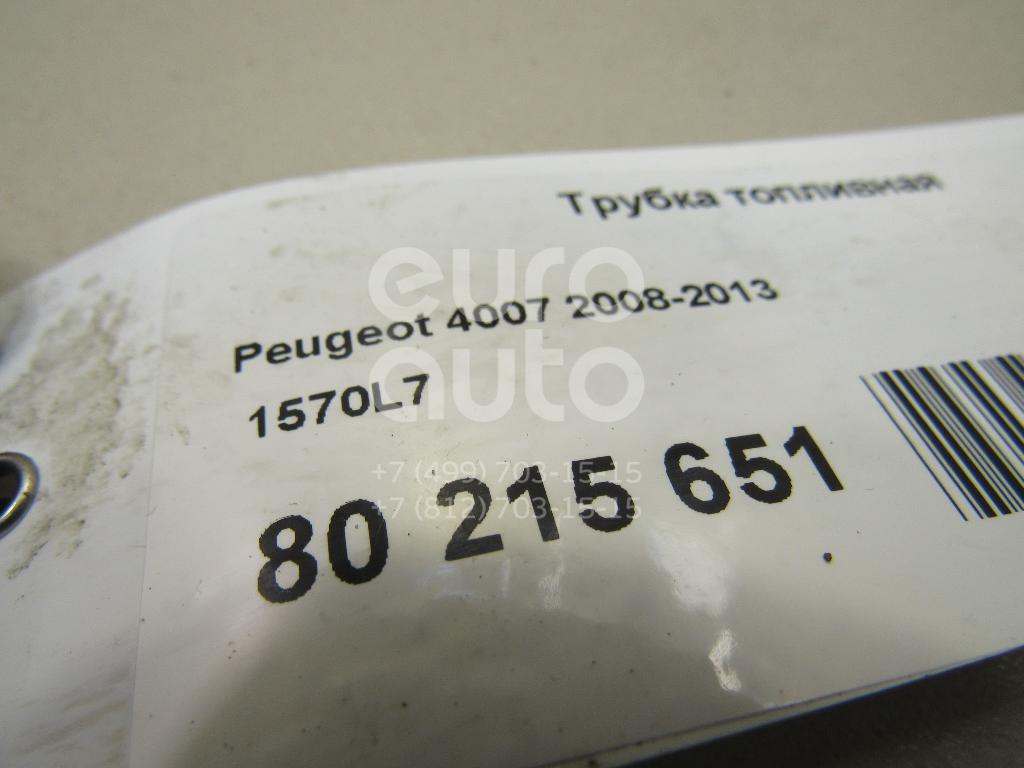 Трубка топливная
Peugeot 4007 2008-2013
1570L7
80 215 651
euro
auto
+7 (499) 703-15-15
+7 (812) 703-15-15